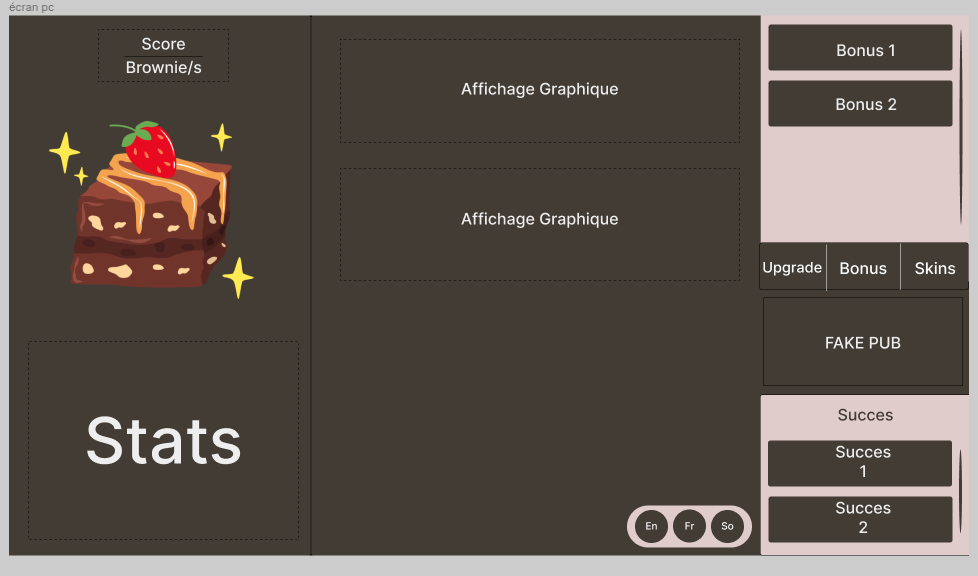 écran pc
Score
Brownie/s
Affichage Graphique
Affichage Graphique
Stats
En
Fr
So
Bonus 1
Bonus 2
Upgrade
Bonus
Skins
FAKE PUB
Succes
Succes
1
Succes
2